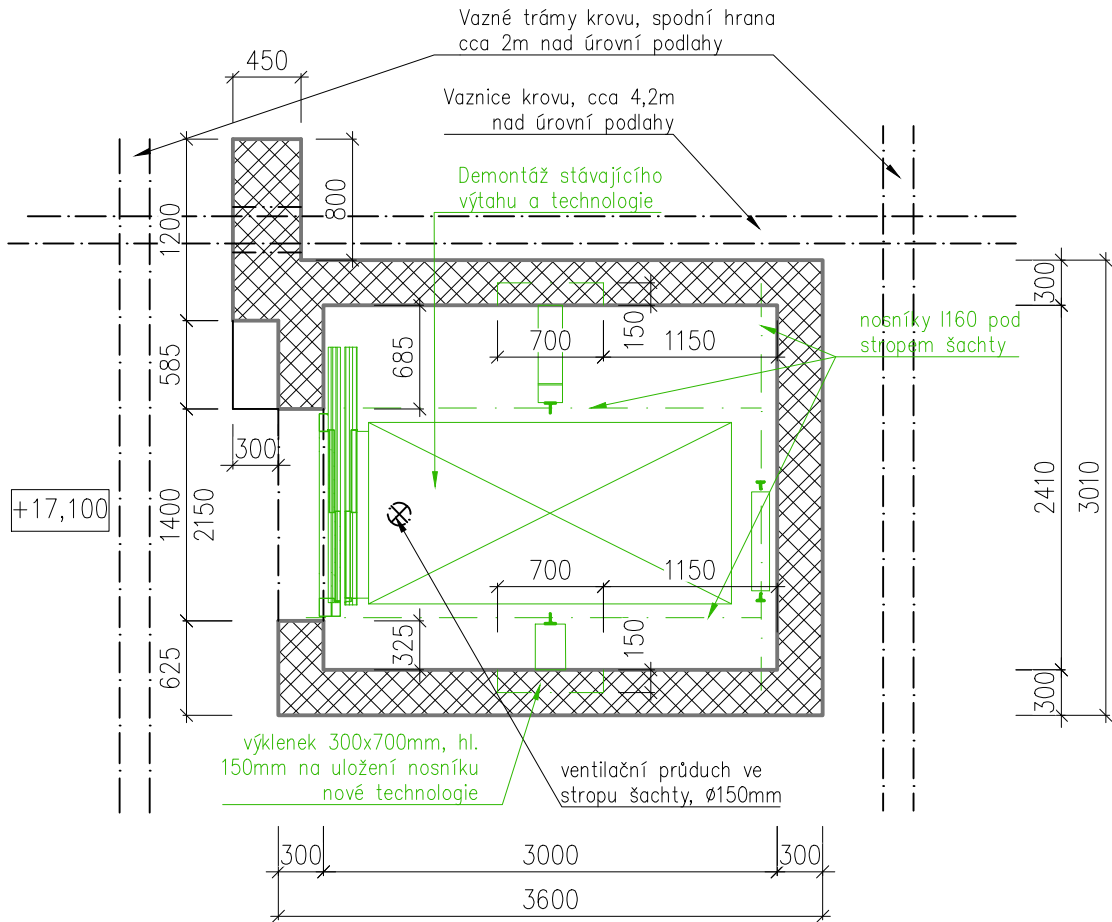 Vazné trámy krovu, spodní hrana
cca 2m nad úrovní podlahy
450
Vaznice krovu, cca 4,2m
nad úrovní podlahy
Demontáž stávajícího
výtahu a technologie
800
1200
300
150
nosníky I160 pod
stropem šachty
700
1150
685
585
300
+17,100
1400
2150
2410
3010
700
1150
325
150
625
300
výklenek 300x700mm, hl.
150mm na uložení nosníku
nové technologie
ventilační průduch ve
stropu šachty, ø150mm
300
3000
300
3600